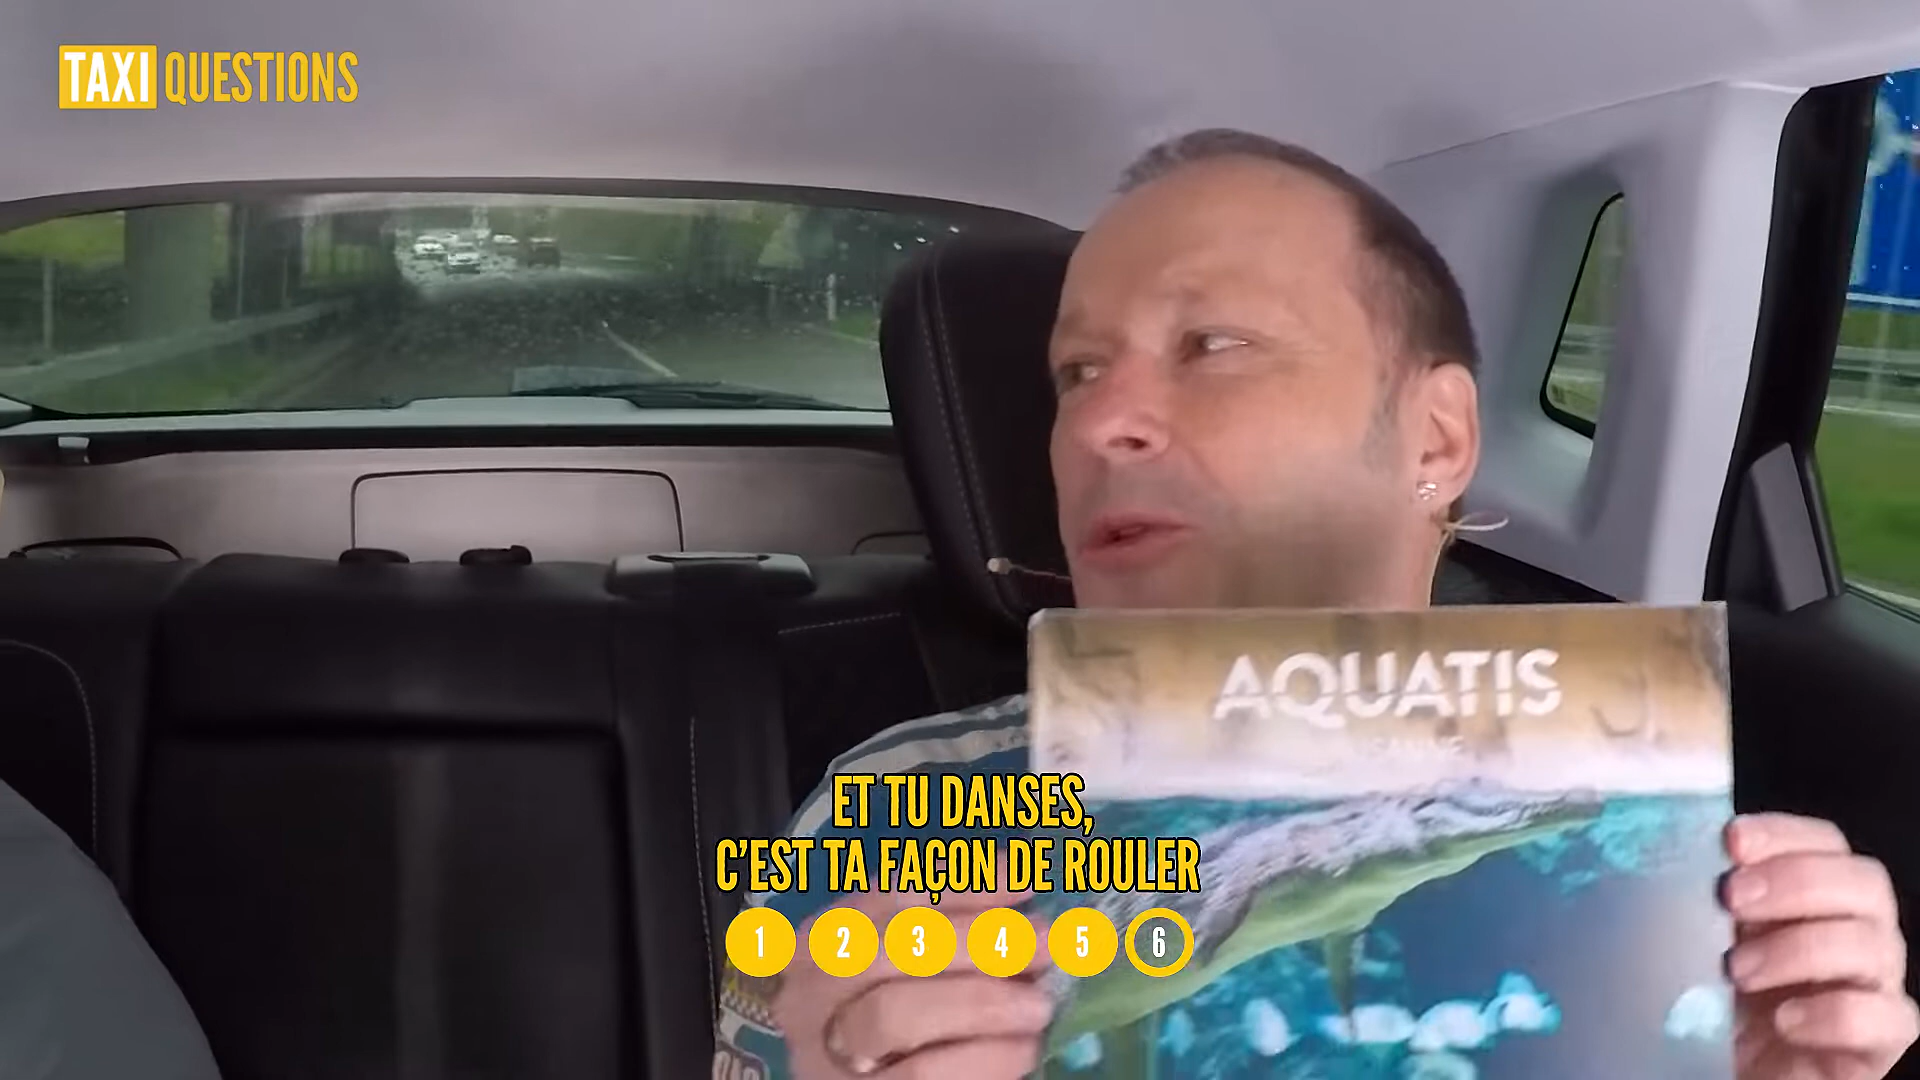 TAXI QUESTIONS
AQUATIS
ET TU DANSES,
C'EST TA FAÇON DE ROULER
1 2 3 4 5 6